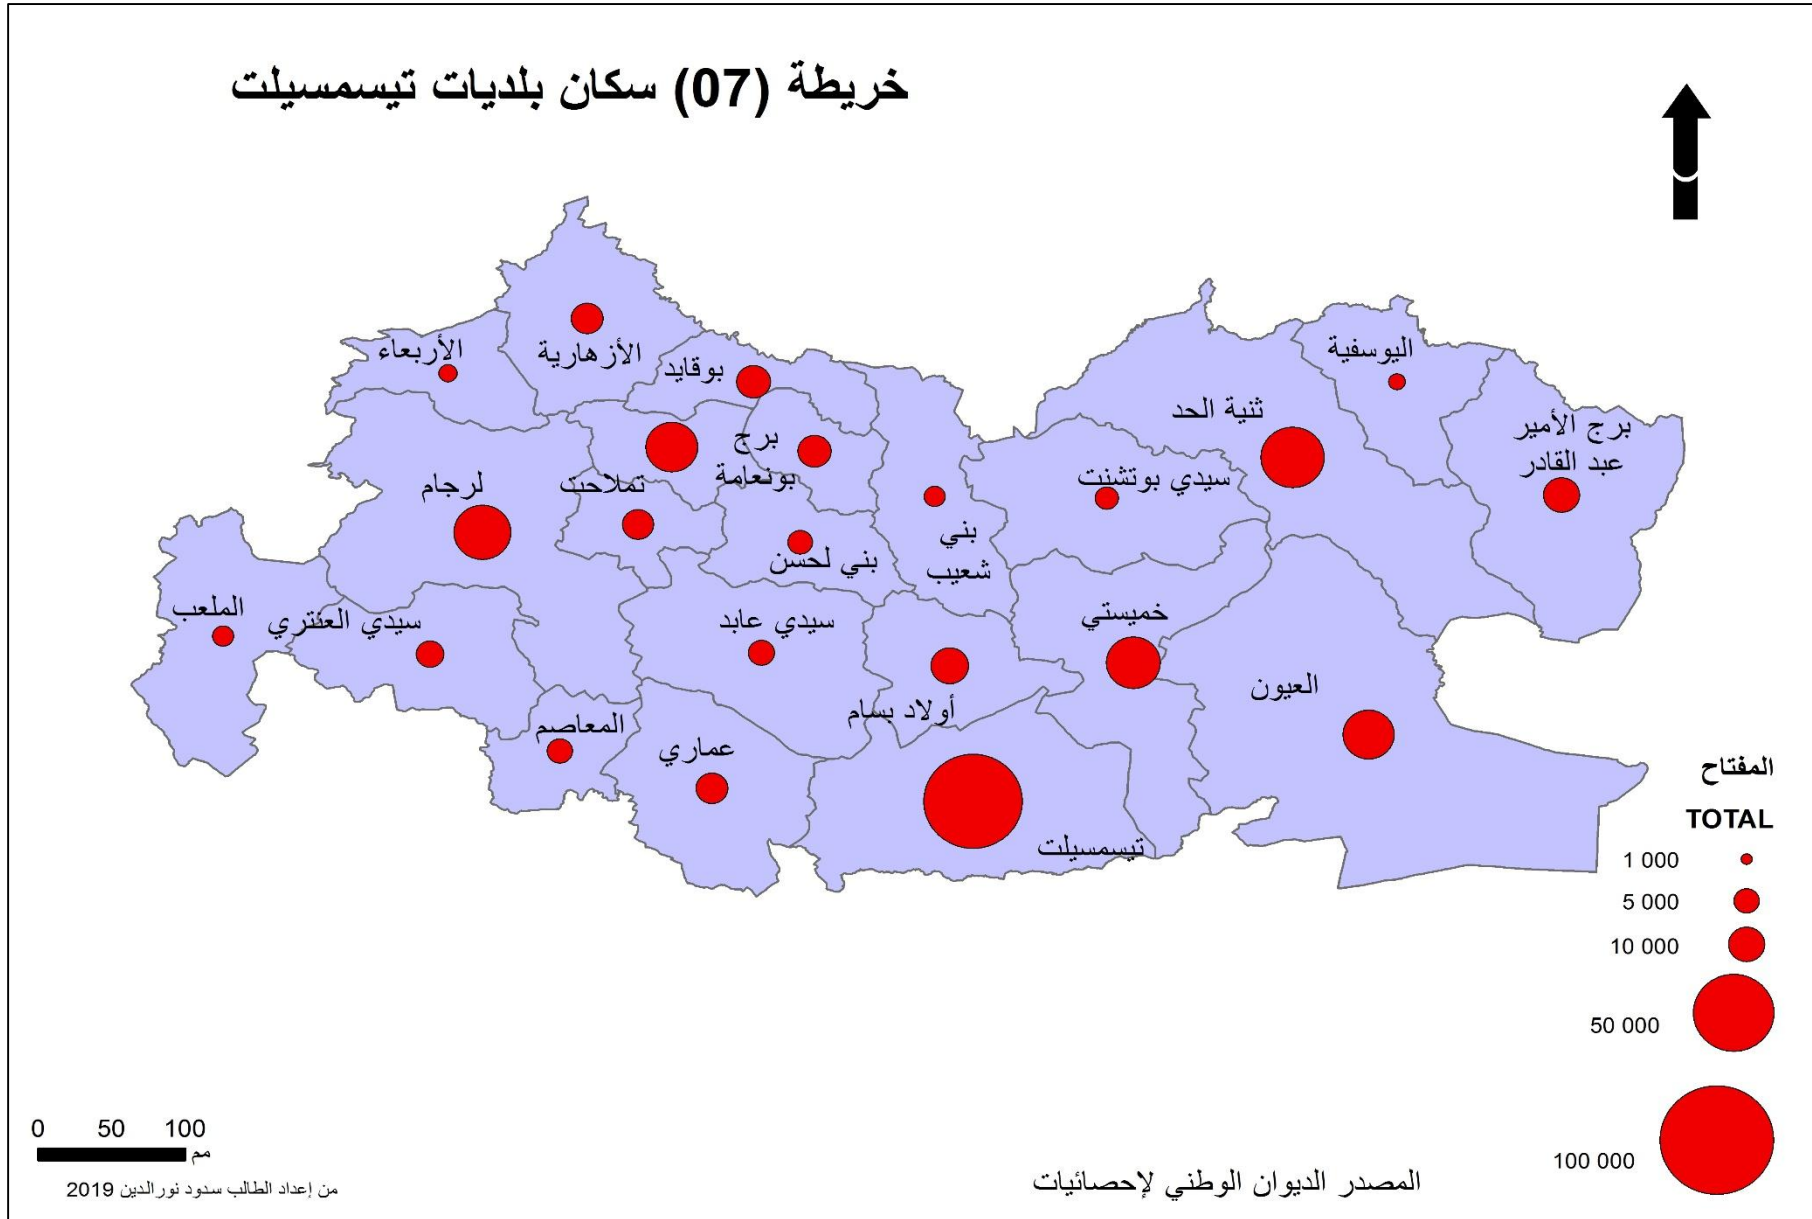 خريطة (07) سكان بلديات تيسمسيلت
الأربعاء
الأزهارية
بوقايد
اليوسفية
ثنية الحد
برج الأمير
عبد القادر
برج
بونعامة
سيدي بوتشنت
لرجام
تملاحت
بني
شعيب
بني لحسن
الملعب
سيدي العنتري
سيدي عابد
خميستي
العيون
أولاد بسام
المعاصم
عماري
تيسمسيلت
المفتاح
TOTAL
1 000
5 000
10 000
50 000
100 000
0 50 100
مم
من إعداد الطالب سدود نورالدين 2019
المصدر الديوان الوطني لإحصائيات